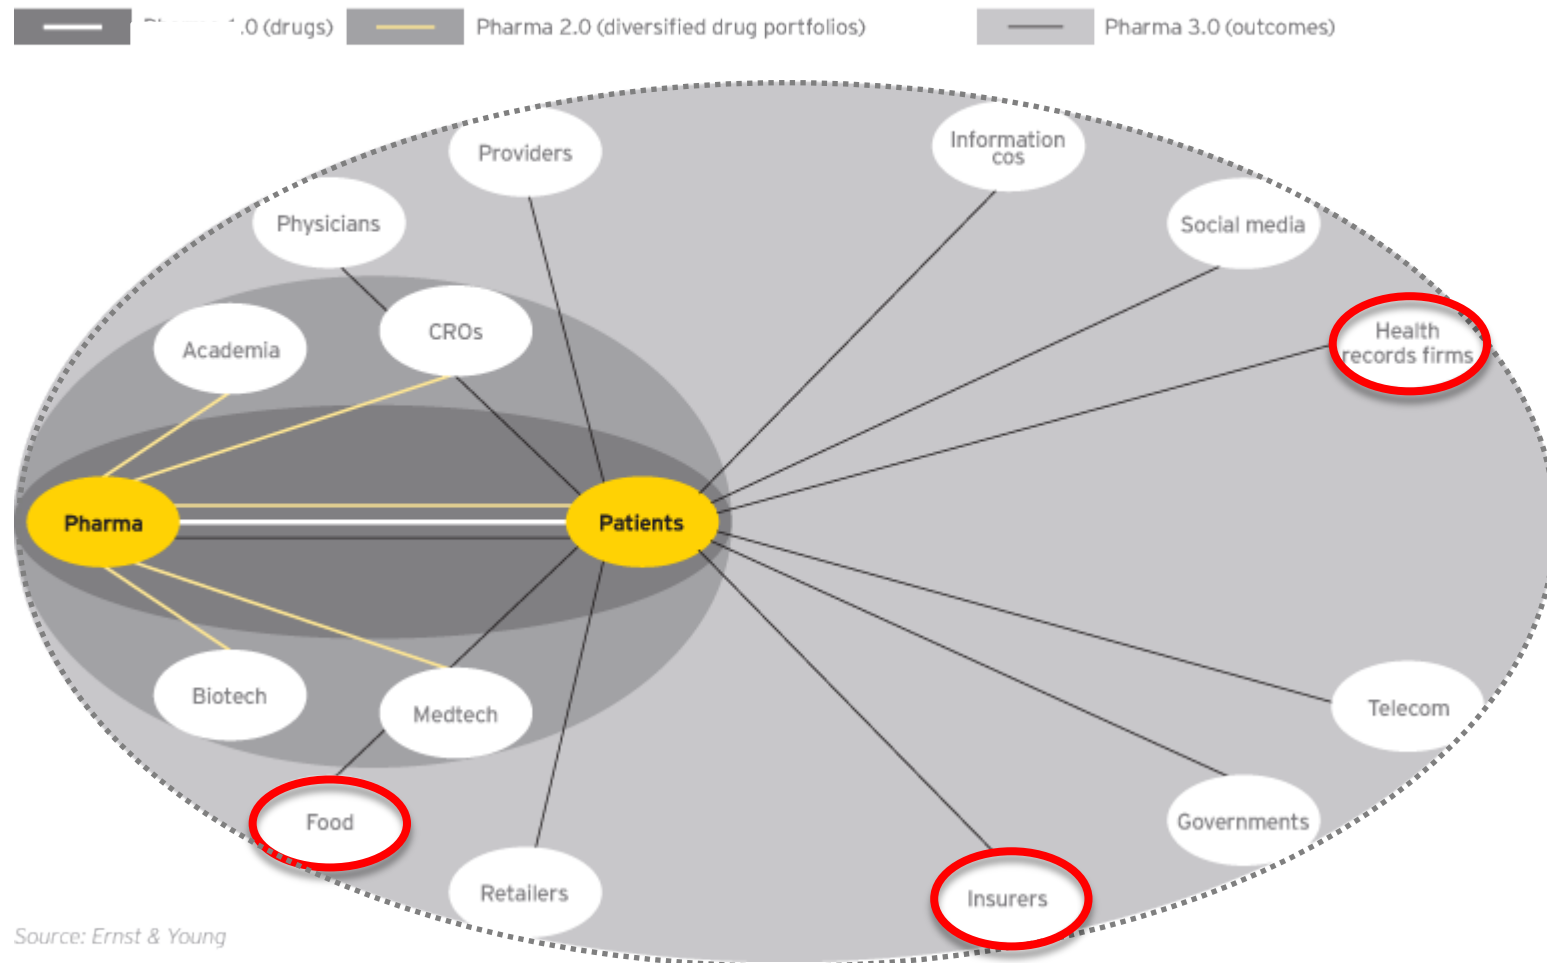 .0 (drugs)
Pharma 2.0 (diversified drug portfolios)
Pharma 3.0 (outcomes)
Providers
Information
cos
Physicians
Social media
Academia
CROs
Health
records firms
Pharma
Patients
Biotech
Medtech
Telecom
Food
Governments
Retailers
Insurers
Source: Ernst & Young